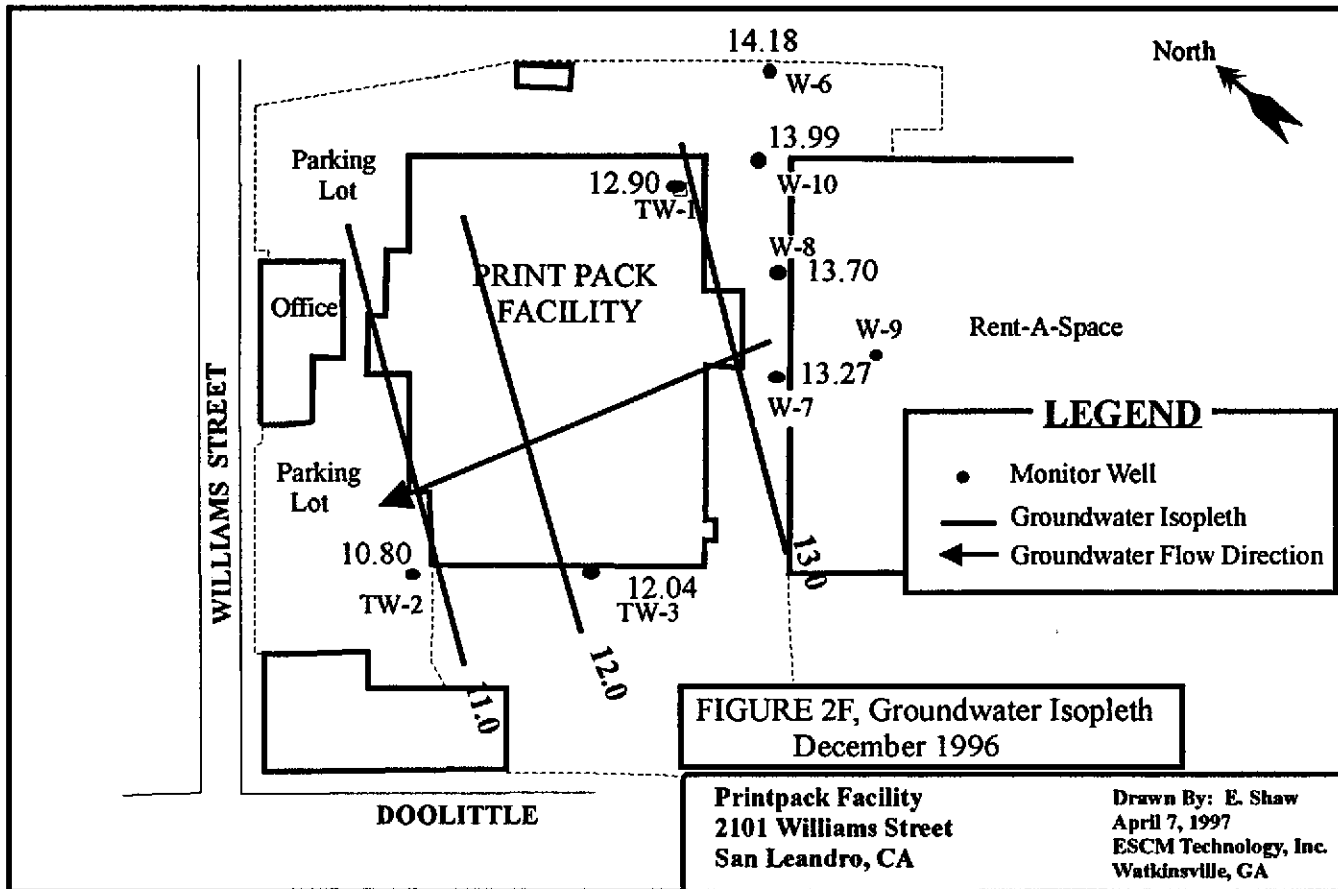 14.18
North
W-6
13.99
Parking
Lot
12.90
W-10
TW-1
W-8
PRINT PACK
FACILITY
13.70
Office
W-9
Rent-A-Space
13.27
W-7
WILLIAMS STREET
LEGEND
Monitor Well
Groundwater Isopleth
Groundwater Flow Direction
Parking
Lot
10.80
13.0
TW-2
12.04
TW-3
12.0
11.0
FIGURE 2F, Groundwater Isopleth
December 1996
DOOLITTLE
Printpack Facility
2101 Williams Street
San Leandro, CA
Drawn By: E. Shaw
April 7, 1997
ESCM Technology, Inc.
Watkinsville, GA